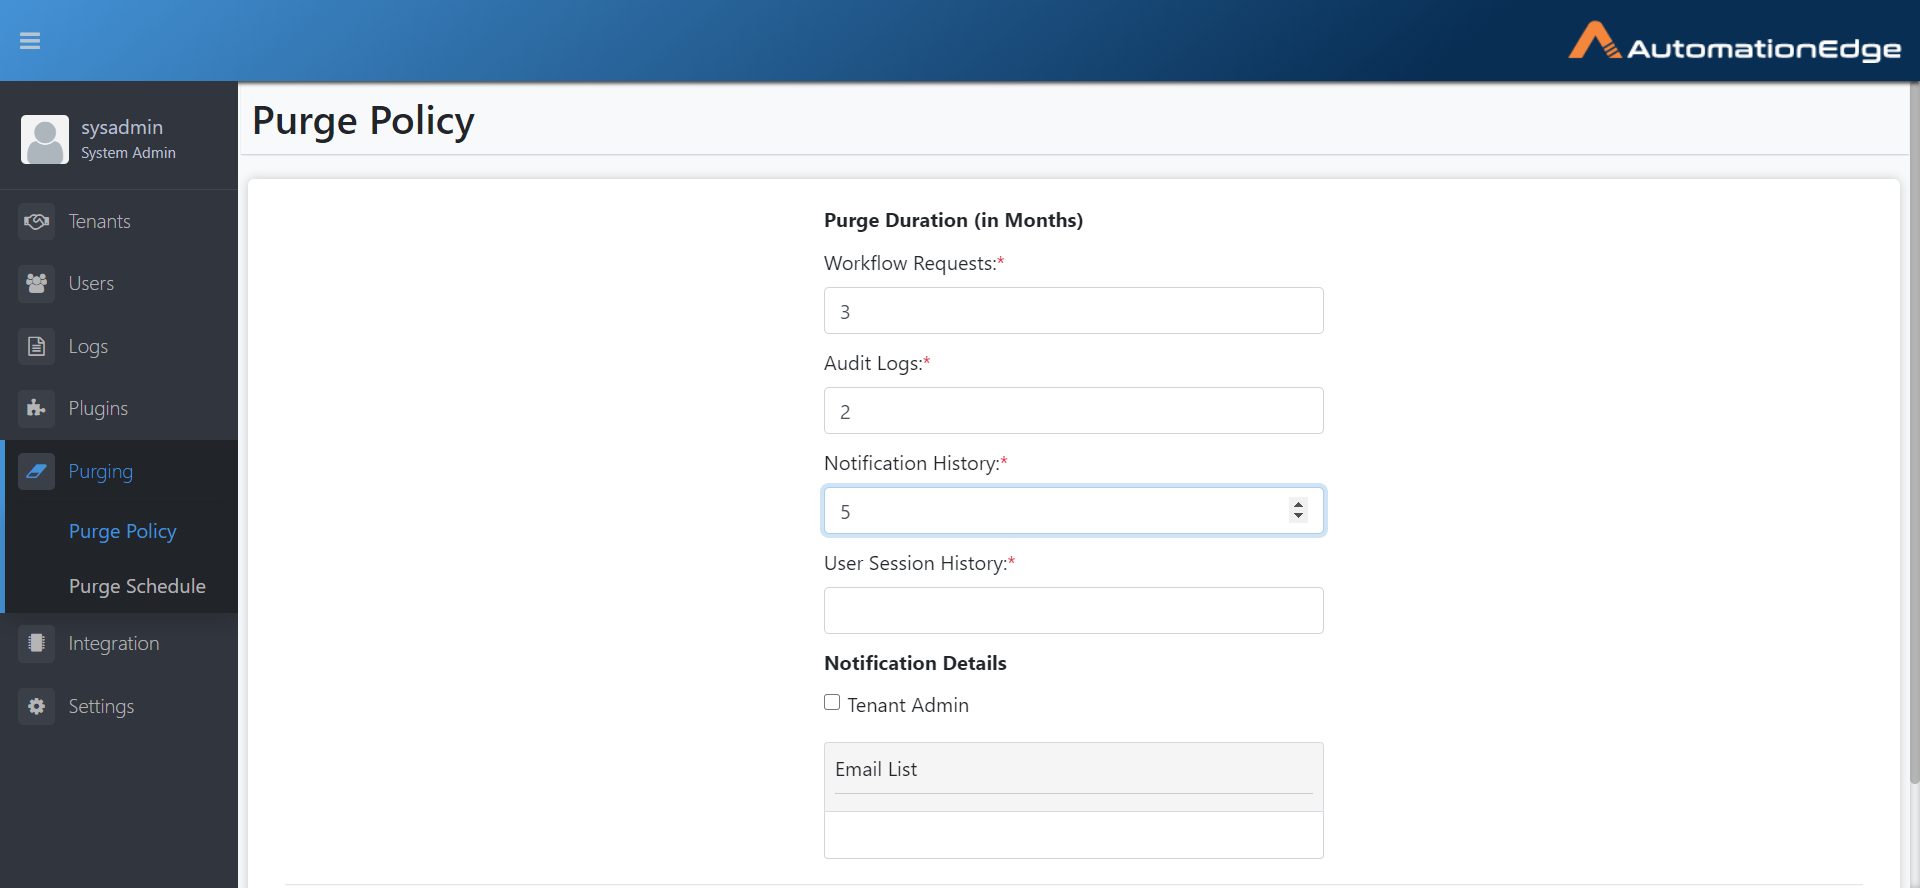 AutomationEdge
sysadmin
System Admin
Tenants
Users
Logs
Plugins
Purging
Purge Policy
Purge Schedule
Integration
Settings
Purge Policy
Purge Duration (in Months)
Workflow Requests:*
3
Audit Logs:*
2
Notification History:*
5
User Session History:*
Notification Details
Tenant Admin
Email List